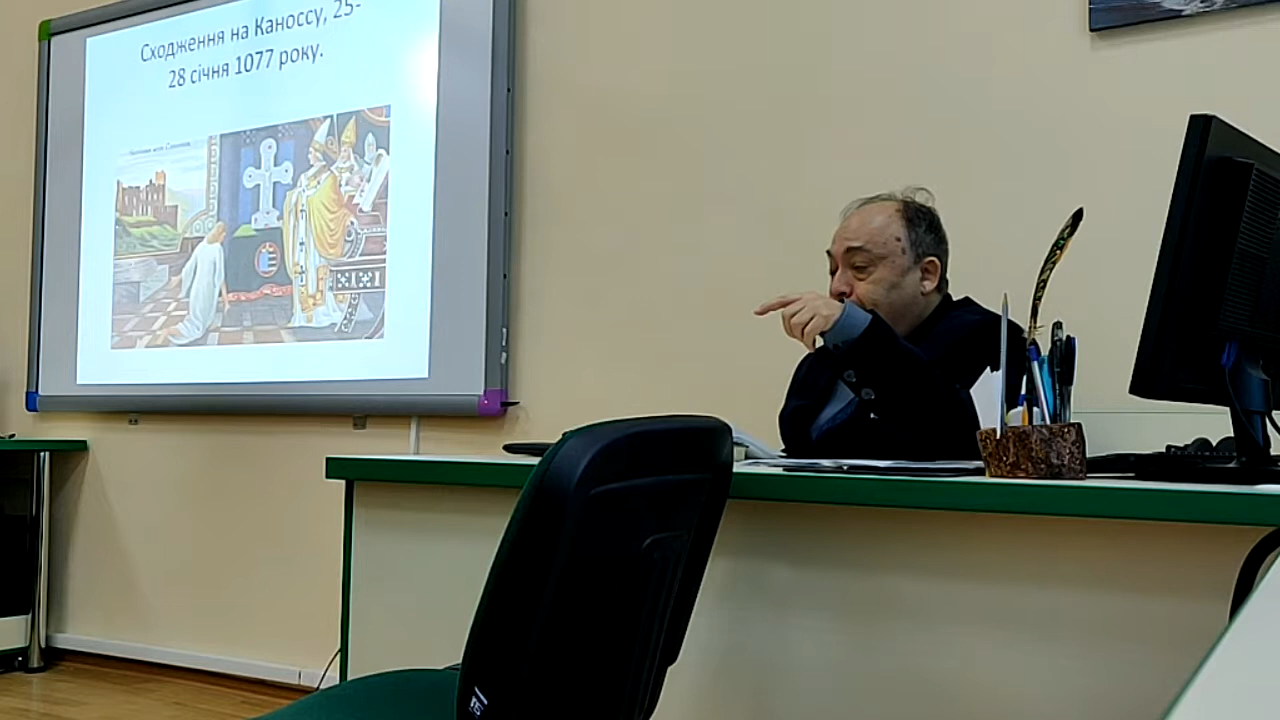 Сходження на Каноссу, 25-
28 січня 1077 року.